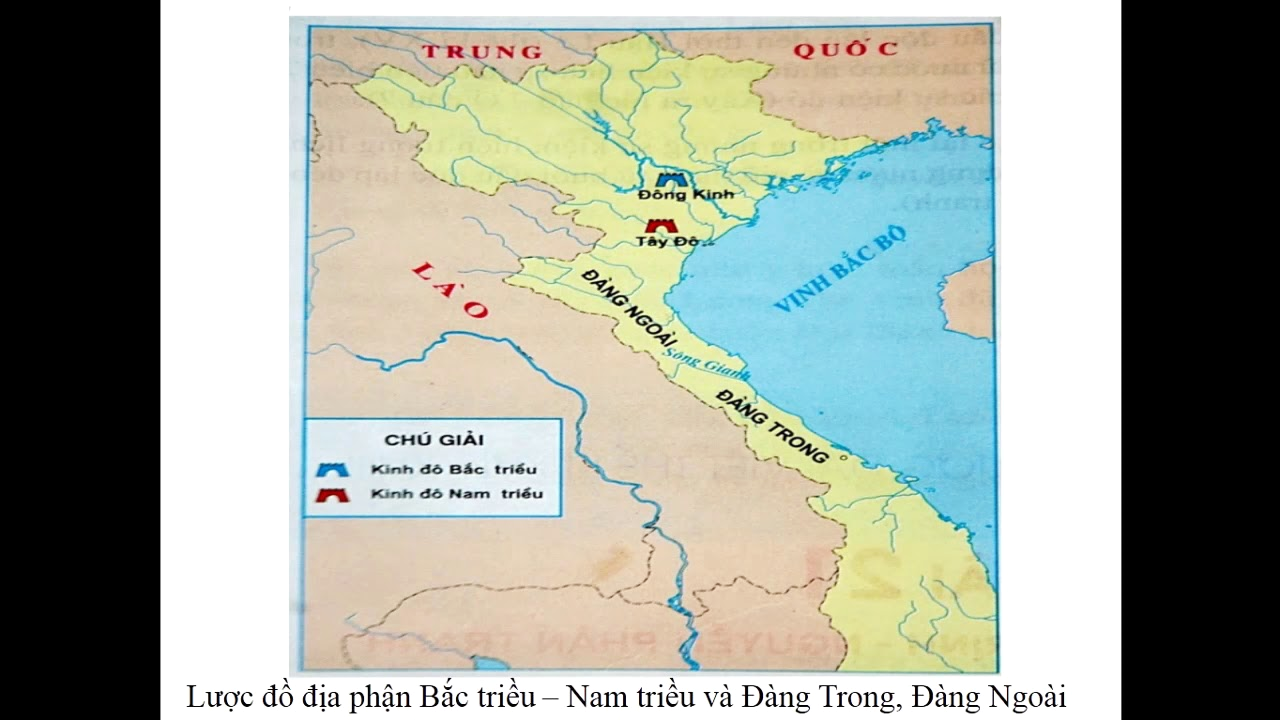 TRUNG QUỐC
Đông Kinh
Tây Đô
LÀO
VỊNH BẮC BỘ
ĐÀNG NGOÀI
Sông Gianh
ĐÀNG TRONG
CHÚ GIẢI
Kinh đô Bắc triều
Kinh đô Nam triều
Lược đồ địa phận Bắc triều – Nam triều và Đàng Trong, Đàng Ngoài